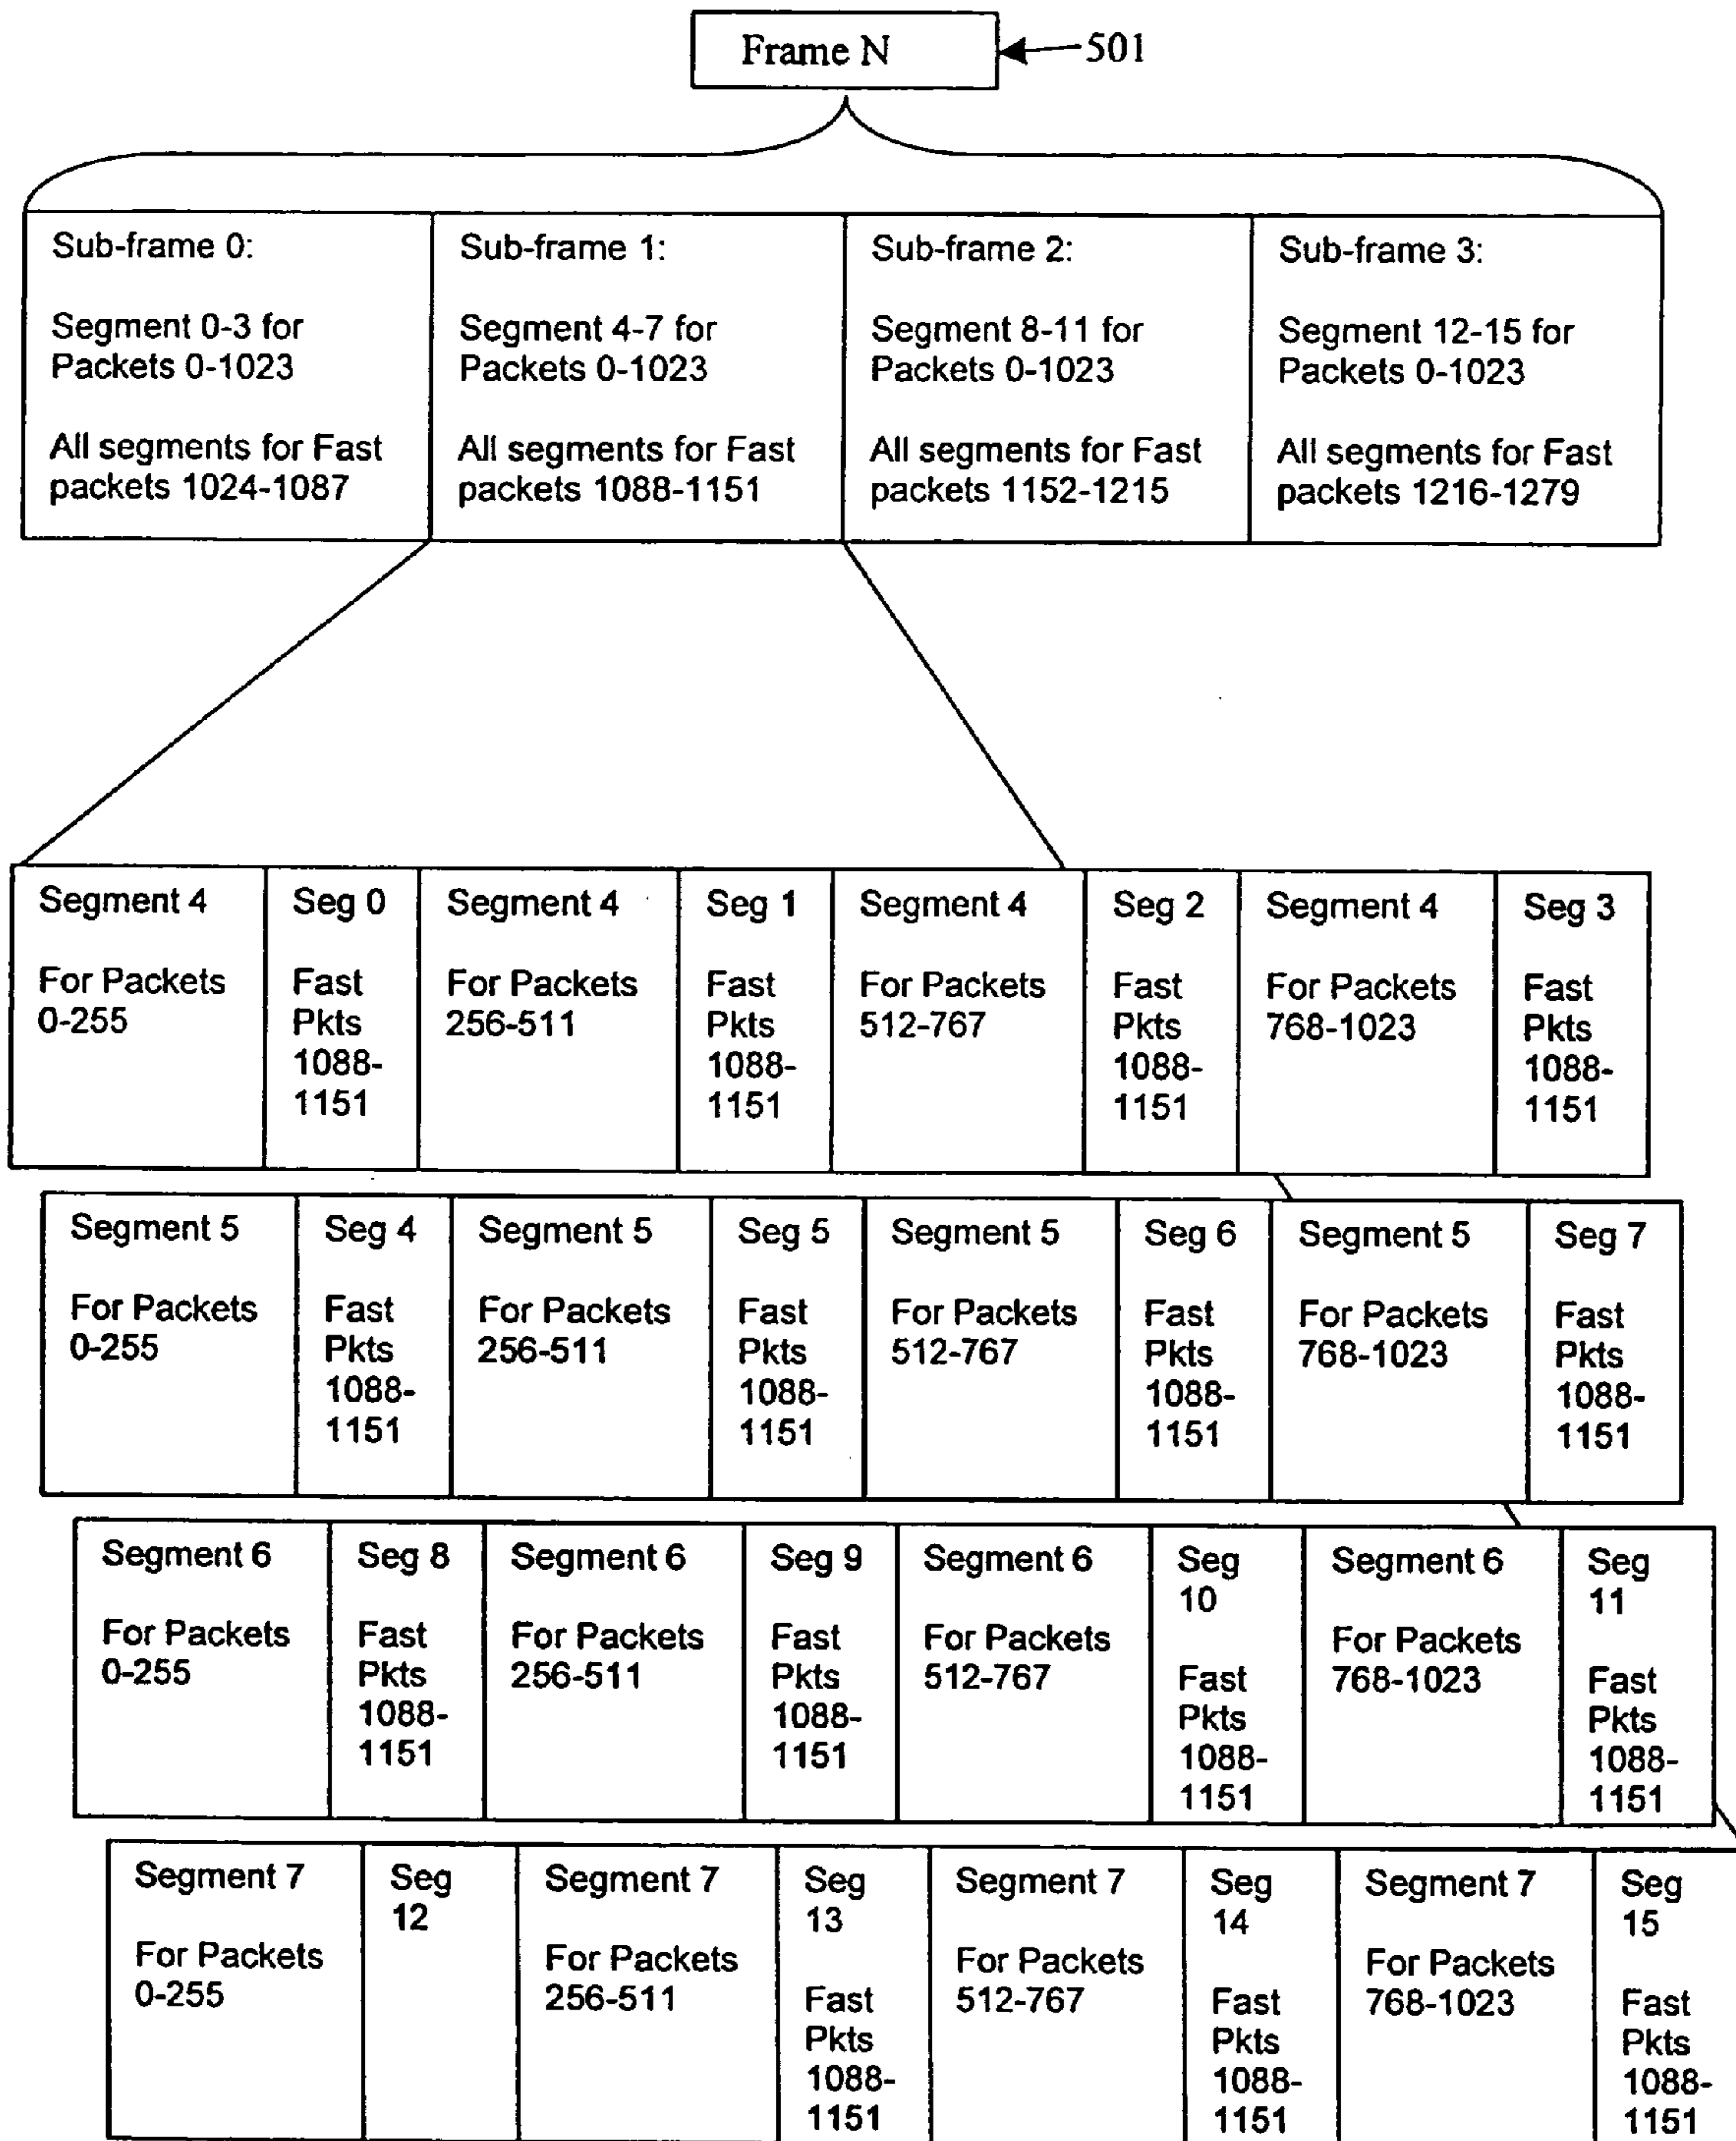 Frame N
501
Sub-frame 0:
Segment 0-3 for
Packets 0-1023
All segments for Fast
packets 1024-1087
Sub-frame 1:
Segment 4-7 for
Packets 0-1023
All segments for Fast
packets 1088-1151
Sub-frame 2:
Segment 8-11 for
Packets 0-1023
All segments for Fast
packets 1152-1215
Sub-frame 3:
Segment 12-15 for
Packets 0-1023
All segments for Fast
packets 1216-1279
Segment 4
For Packets
0-255
Seg 0
Fast
Pkts
1088-
1151
Segment 4
For Packets
256-511
Seg 1
Fast
Pkts
1088-
1151
Segment 4
For Packets
512-767
Seg 2
Fast
Pkts
1088-
1151
Segment 4
For Packets
768-1023
Seg 3
Fast
Pkts
1088-
1151
Segment 5
For Packets
0-255
Seg 4
Fast
Pkts
1088-
1151
Segment 5
For Packets
256-511
Seg 5
Fast
Pkts
1088-
1151
Segment 5
For Packets
512-767
Seg 6
Fast
Pkts
1088-
1151
Segment 5
For Packets
768-1023
Seg 7
Fast
Pkts
1088-
1151
Segment 6
For Packets
0-255
Seg 8
Fast
Pkts
1088-
1151
Segment 6
For Packets
256-511
Seg 9
Fast
Pkts
1088-
1151
Segment 6
For Packets
512-767
Seg
10
Fast
Pkts
1088-
1151
Segment 6
For Packets
768-1023
Seg
11
Fast
Pkts
1088-
1151
Segment 7
For Packets
0-255
Seg
12
Segment 7
For Packets
256-511
Seg
13
Fast
Pkts
1088-
1151
Segment 7
For Packets
512-767
Seg
14
Fast
Pkts
1088-
1151
Segment 7
For Packets
768-1023
Seg
15
Fast
Pkts
1088-
1151